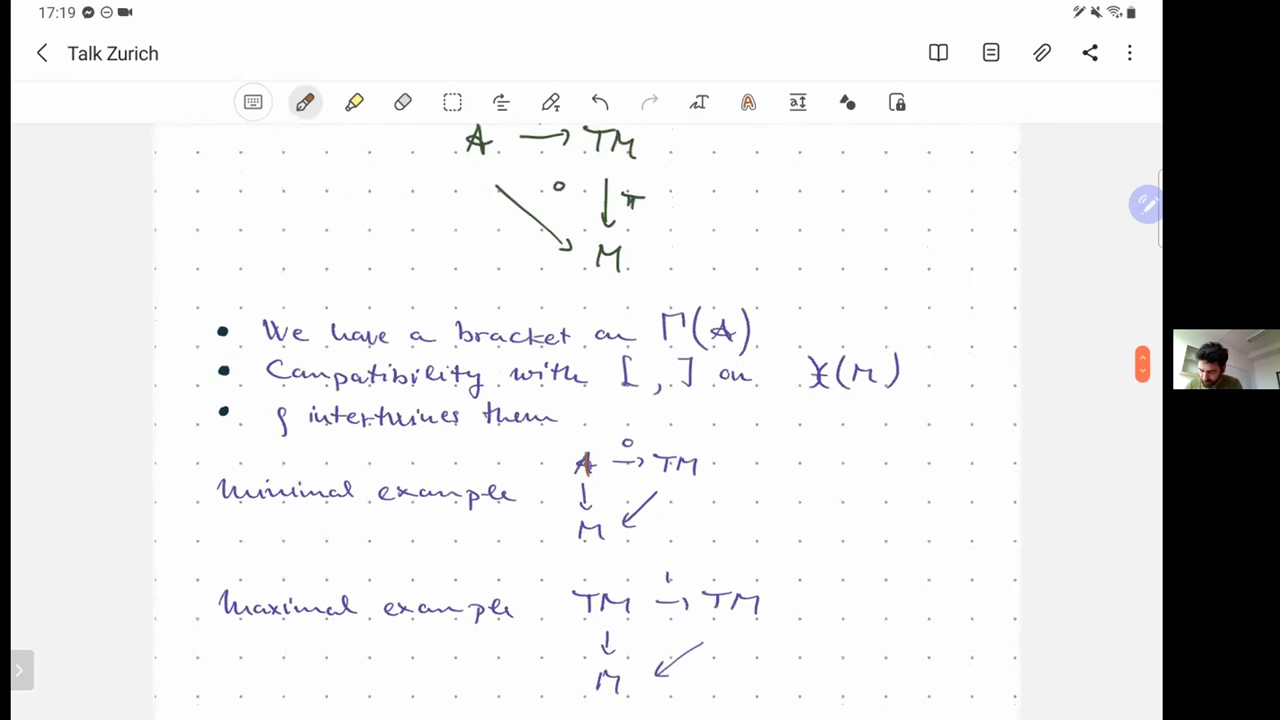 17:19
Talk Zurich
A → TM
○ ↓ π
M
• We have a bracket on Γ(A)
• Compatibility with [ , ] on 𝔛(M)
• ρ intertwines them
0
A → TM
Minimal example
M
1
Maximal example TM → TM
M